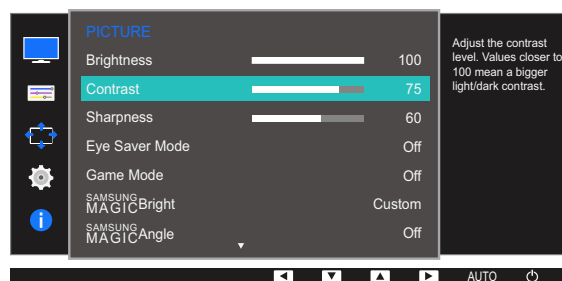 PICTURE
Brightness 100
Contrast 75
Sharpness 60
Eye Saver Mode Off
Game Mode Off
SAMSUNG
MAGICBright Custom
SAMSUNG
MAGICAngle Off
Adjust the contrast
level. Values closer to
100 mean a bigger
light/dark contrast.
AUTO